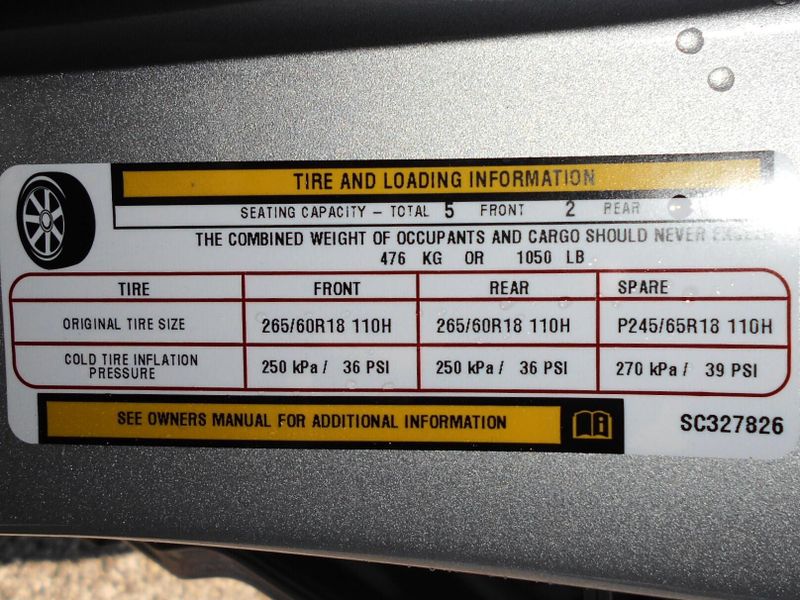 TIRE AND LOADING INFORMATION
SEATING CAPACITY – TOTAL 5 FRONT 2 REAR
THE COMBINED WEIGHT OF OCCUPANTS AND CARGO SHOULD NEVER
476 KG OR 1050 LB
TIRE FRONT REAR SPARE
ORIGINAL TIRE SIZE 265/60R18 110H 265/60R18 110H P245/65R18 110H
COLD TIRE INFLATION
PRESSURE 250 kPa / 36 PSI 250 kPa / 36 PSI 270 kPa / 39 PSI
SEE OWNERS MANUAL FOR ADDITIONAL INFORMATION
SC327826